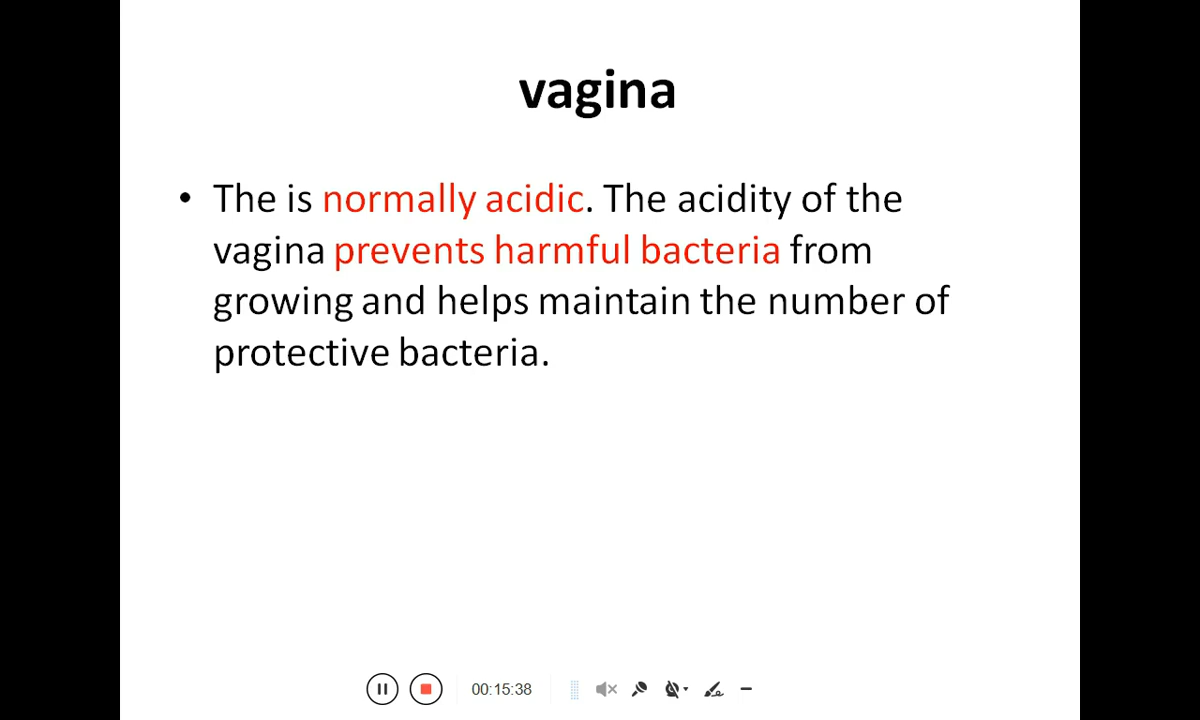 vagina
• The is normally acidic. The acidity of the
vagina prevents harmful bacteria from
growing and helps maintain the number of
protective bacteria.
00:15:38